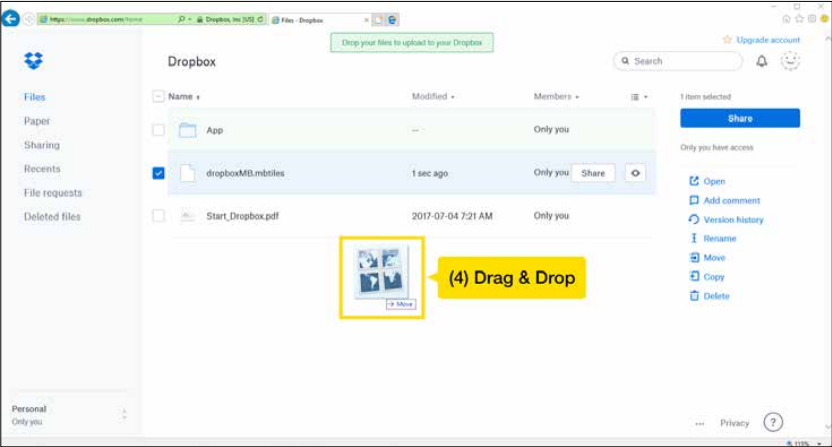 https://www.dropbox.com/home
Dropbox, Inc [US]
Files - Dropbox
Drop your files to upload to your Dropbox
Upgrade account
Dropbox
Search
Files
Paper
Sharing
Recents
File requests
Deleted files
Name
Modified
Members
App
--
Only you
dropboxMB.mbtiles
1 sec ago
Only you
Share
Start_Dropbox.pdf
2017-07-04 7:21 AM
Only you
Move
(4) Drag & Drop
1 item selected
Share
Only you have access
Open
Add comment
Version history
Rename
Move
Copy
Delete
Personal
Only you
Privacy
?
115%